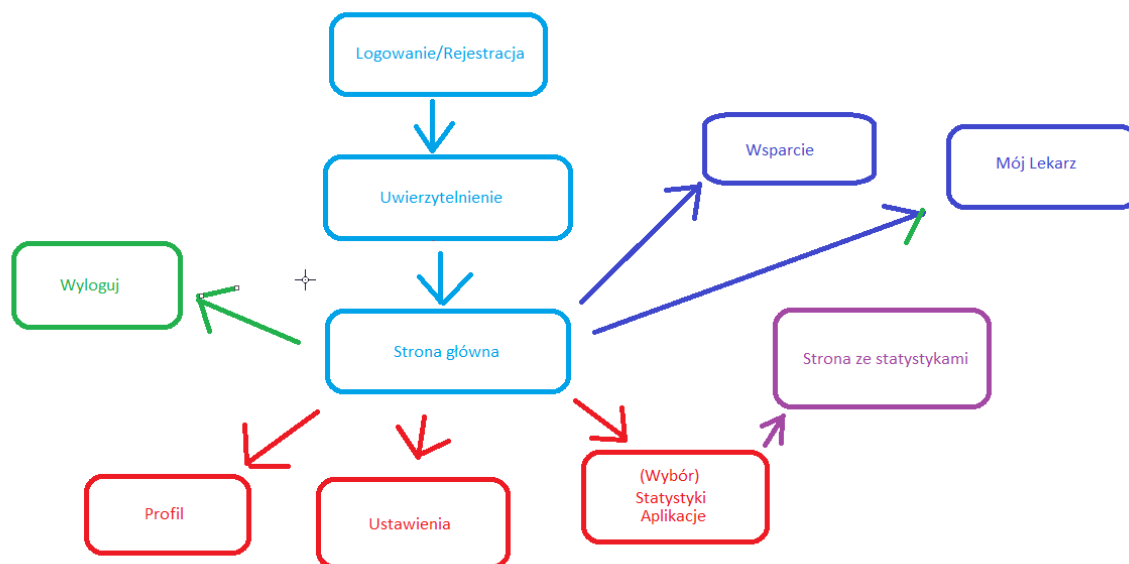 Logowanie/Rejestracja
Wsparcie
Mój Lekarz
Uwierzytelnienie
Wyloguj
Strona główna
Strona ze statystykami
(Wybór)
Statystyki
Aplikacje
Profil
Ustawienia